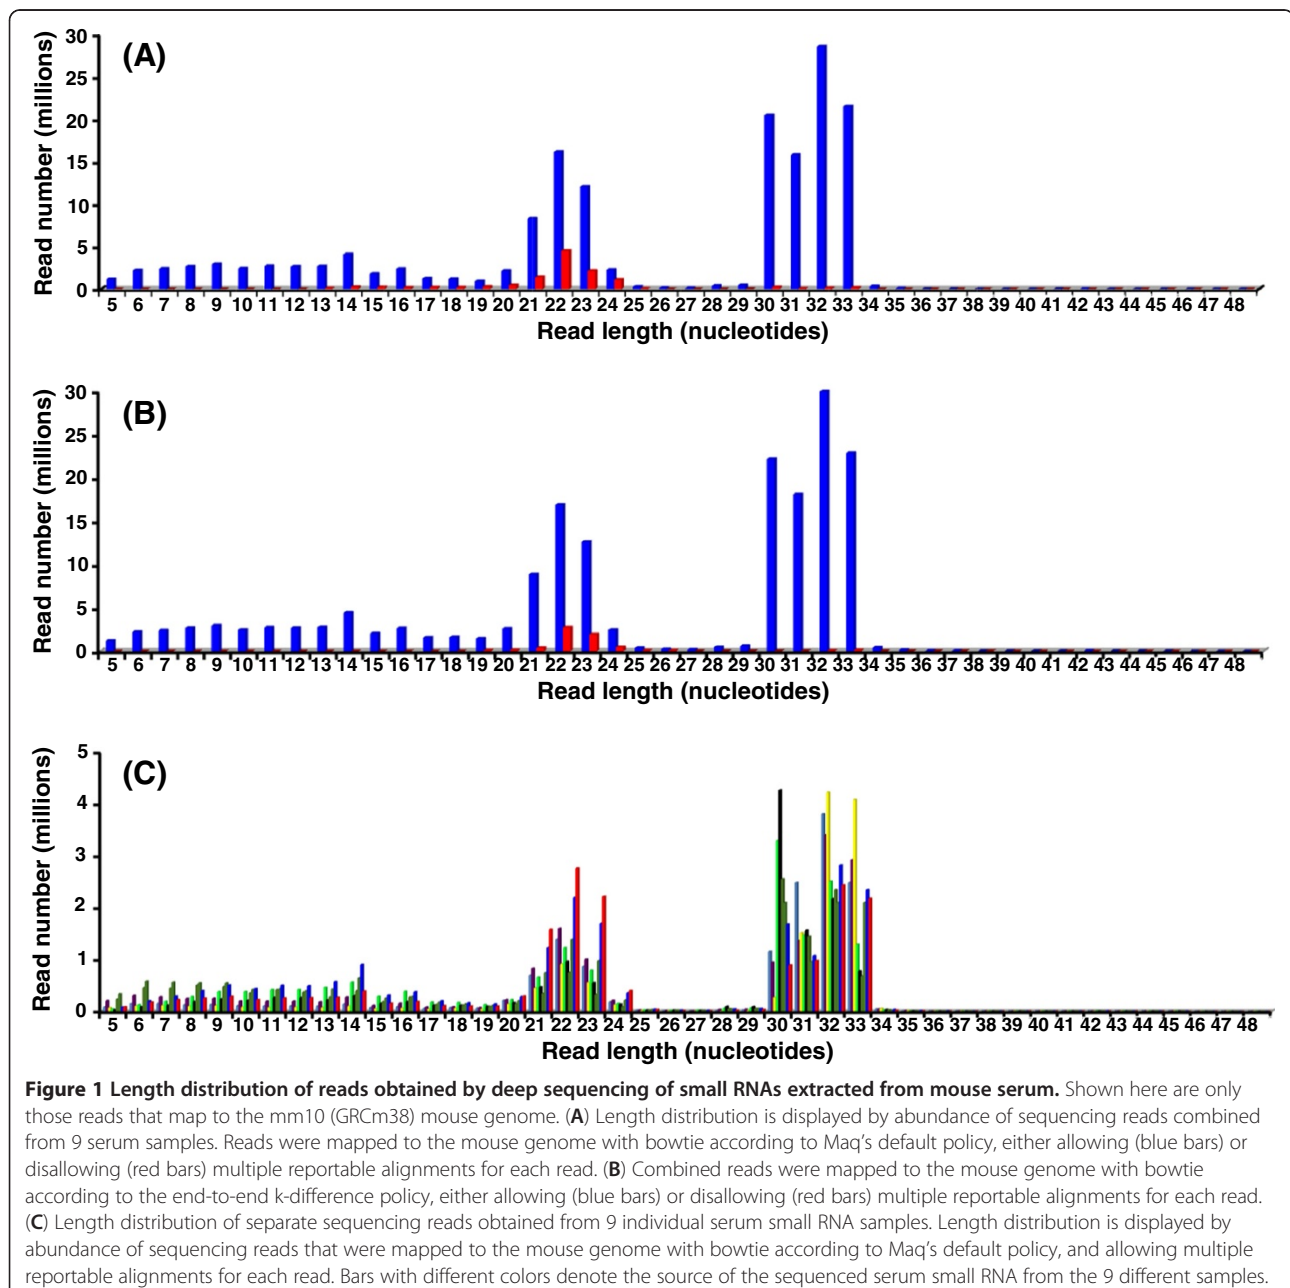 (A)
Read number (millions)
30
25
20
15
10
5
0
5 6 7 8 9 10 11 12 13 14 15 16 17 18 19 20 21 22 23 24 25 26 27 28 29 30 31 32 33 34 35 36 37 38 39 40 41 42 43 44 45 46 47 48
Read length (nucleotides)
(B)
Read number (millions)
30
25
20
15
10
5
0
5 6 7 8 9 10 11 12 13 14 15 16 17 18 19 20 21 22 23 24 25 26 27 28 29 30 31 32 33 34 35 36 37 38 39 40 41 42 43 44 45 46 47 48
Read length (nucleotides)
(C)
Read number (millions)
5
4
3
2
1
0
5 6 7 8 9 10 11 12 13 14 15 16 17 18 19 20 21 22 23 24 25 26 27 28 29 30 31 32 33 34 35 36 37 38 39 40 41 42 43 44 45 46 47 48
Read length (nucleotides)
Figure 1 Length distribution of reads obtained by deep sequencing of small RNAs extracted from mouse serum. Shown here are only
those reads that map to the mm10 (GRCm38) mouse genome. (A) Length distribution is displayed by abundance of sequencing reads combined
from 9 serum samples. Reads were mapped to the mouse genome with bowtie according to Maq's default policy, either allowing (blue bars) or
disallowing (red bars) multiple reportable alignments for each read. (B) Combined reads were mapped to the mouse genome with bowtie
according to the end-to-end k-difference policy, either allowing (blue bars) or disallowing (red bars) multiple reportable alignments for each read.
(C) Length distribution of separate sequencing reads obtained from 9 individual serum small RNA samples. Length distribution is displayed by
abundance of sequencing reads that were mapped to the mouse genome with bowtie according to Maq's default policy, and allowing multiple
reportable alignments for each read. Bars with different colors denote the source of the sequenced serum small RNA from the 9 different samples.